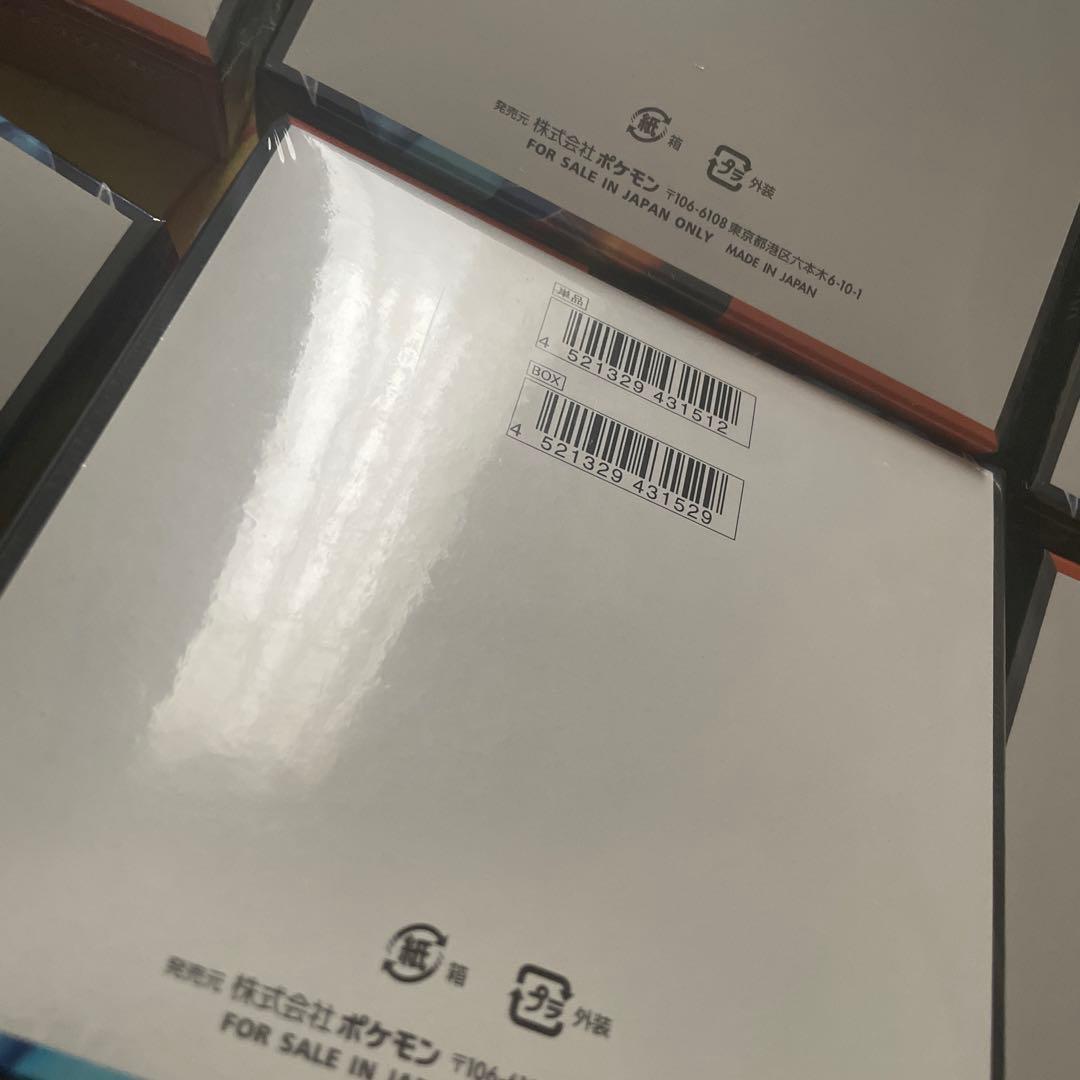 紙 箱
プラ 外装
発売元 株式会社 ポケモン 〒106-6108 東京都港区六本木6-10-1
FOR SALE IN JAPAN ONLY MADE IN JAPAN
単品
4 521329 431512
BOX
4 521329 431529
紙 箱
プラ 外装
発売元 株式会社 ポケモン 〒106-61
FOR SALE IN JAP